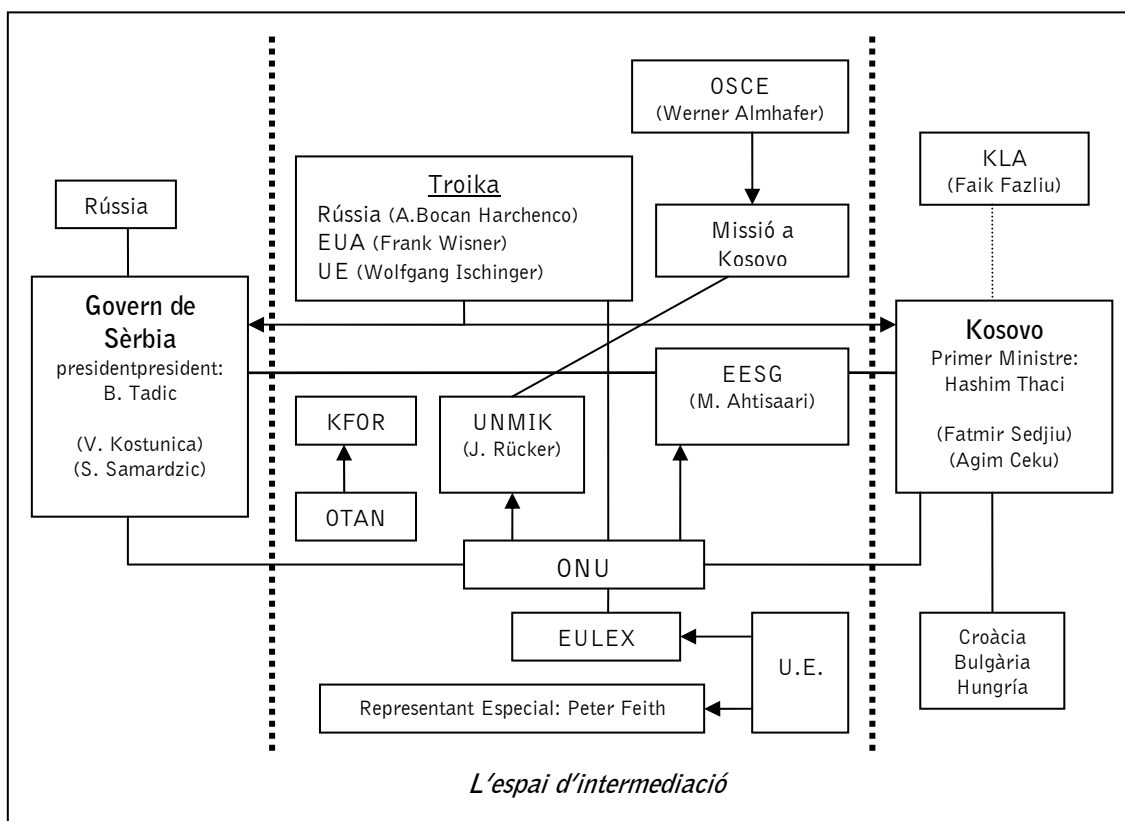 OSCE
(Werner Almhafer)
KLA
(Faik Fazliu)
Rússia
Troika
Rússia (A.Bocan Harchenco)
EUA (Frank Wisner)
UE (Wolfgang Ischinger)
Missió a
Kosovo
Govern de
Sèrbia
presidentpresident:
B. Tadic
(V. Kostunica)
(S. Samardzic)
Kosovo
Primer Ministre:
Hashim Thaci
(Fatmir Sedjiu)
(Agim Ceku)
EESG
(M. Ahtisaari)
KFOR
UNMIK
(J. Rücker)
OTAN
ONU
EULEX
U.E.
Croàcia
Bulgària
Hungría
Representant Especial: Peter Feith
L'espai d'intermediació